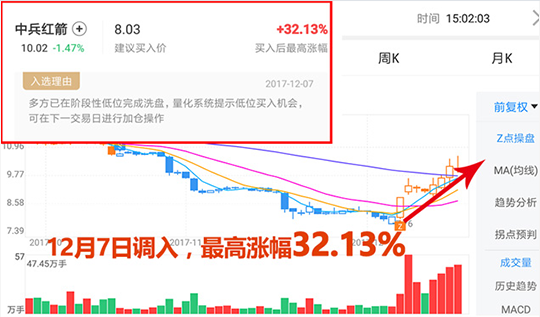 中兵红箭
10.02 -1.47%
8.03
建议买入价
+32.13%
买入后最高涨幅
入选理由
2017-12-07
多方已在阶段性低位完成洗盘，量化系统提示低位买入机会，
可在下一交易日进行加仓操作
时间 15:02:03
周K
月K
前复权
Z点操盘
MA(均线)
趋势分析
拐点预判
成交量
历史趋势
MACD
10.96
9.77
8.58
7.39
Z
6
2017-10
2017-11
12月7日调入，最高涨幅32.13%
57
47.45万手
万手